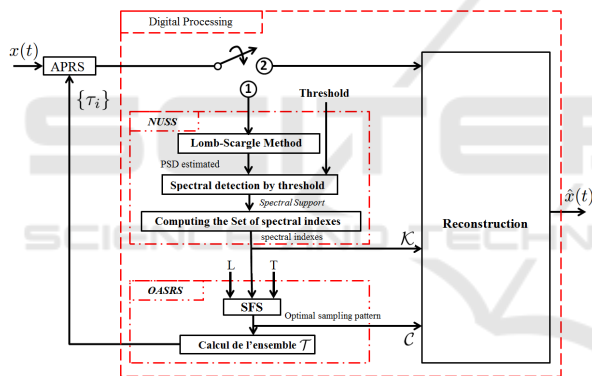 Digital Processing
x(t)
APRS
{τᵢ}
2
1
Threshold
NUSS
Lomb-Scargle Method
PSD estimated
Spectral detection by threshold
Spectral Support
Computing the Set of spectral indexes
spectral indexes
𝒦
Reconstruction
x̂(t)
OASRS
L
T
SFS
Optimal sampling pattern
𝒞
Calcul de l'ensemble 𝒯